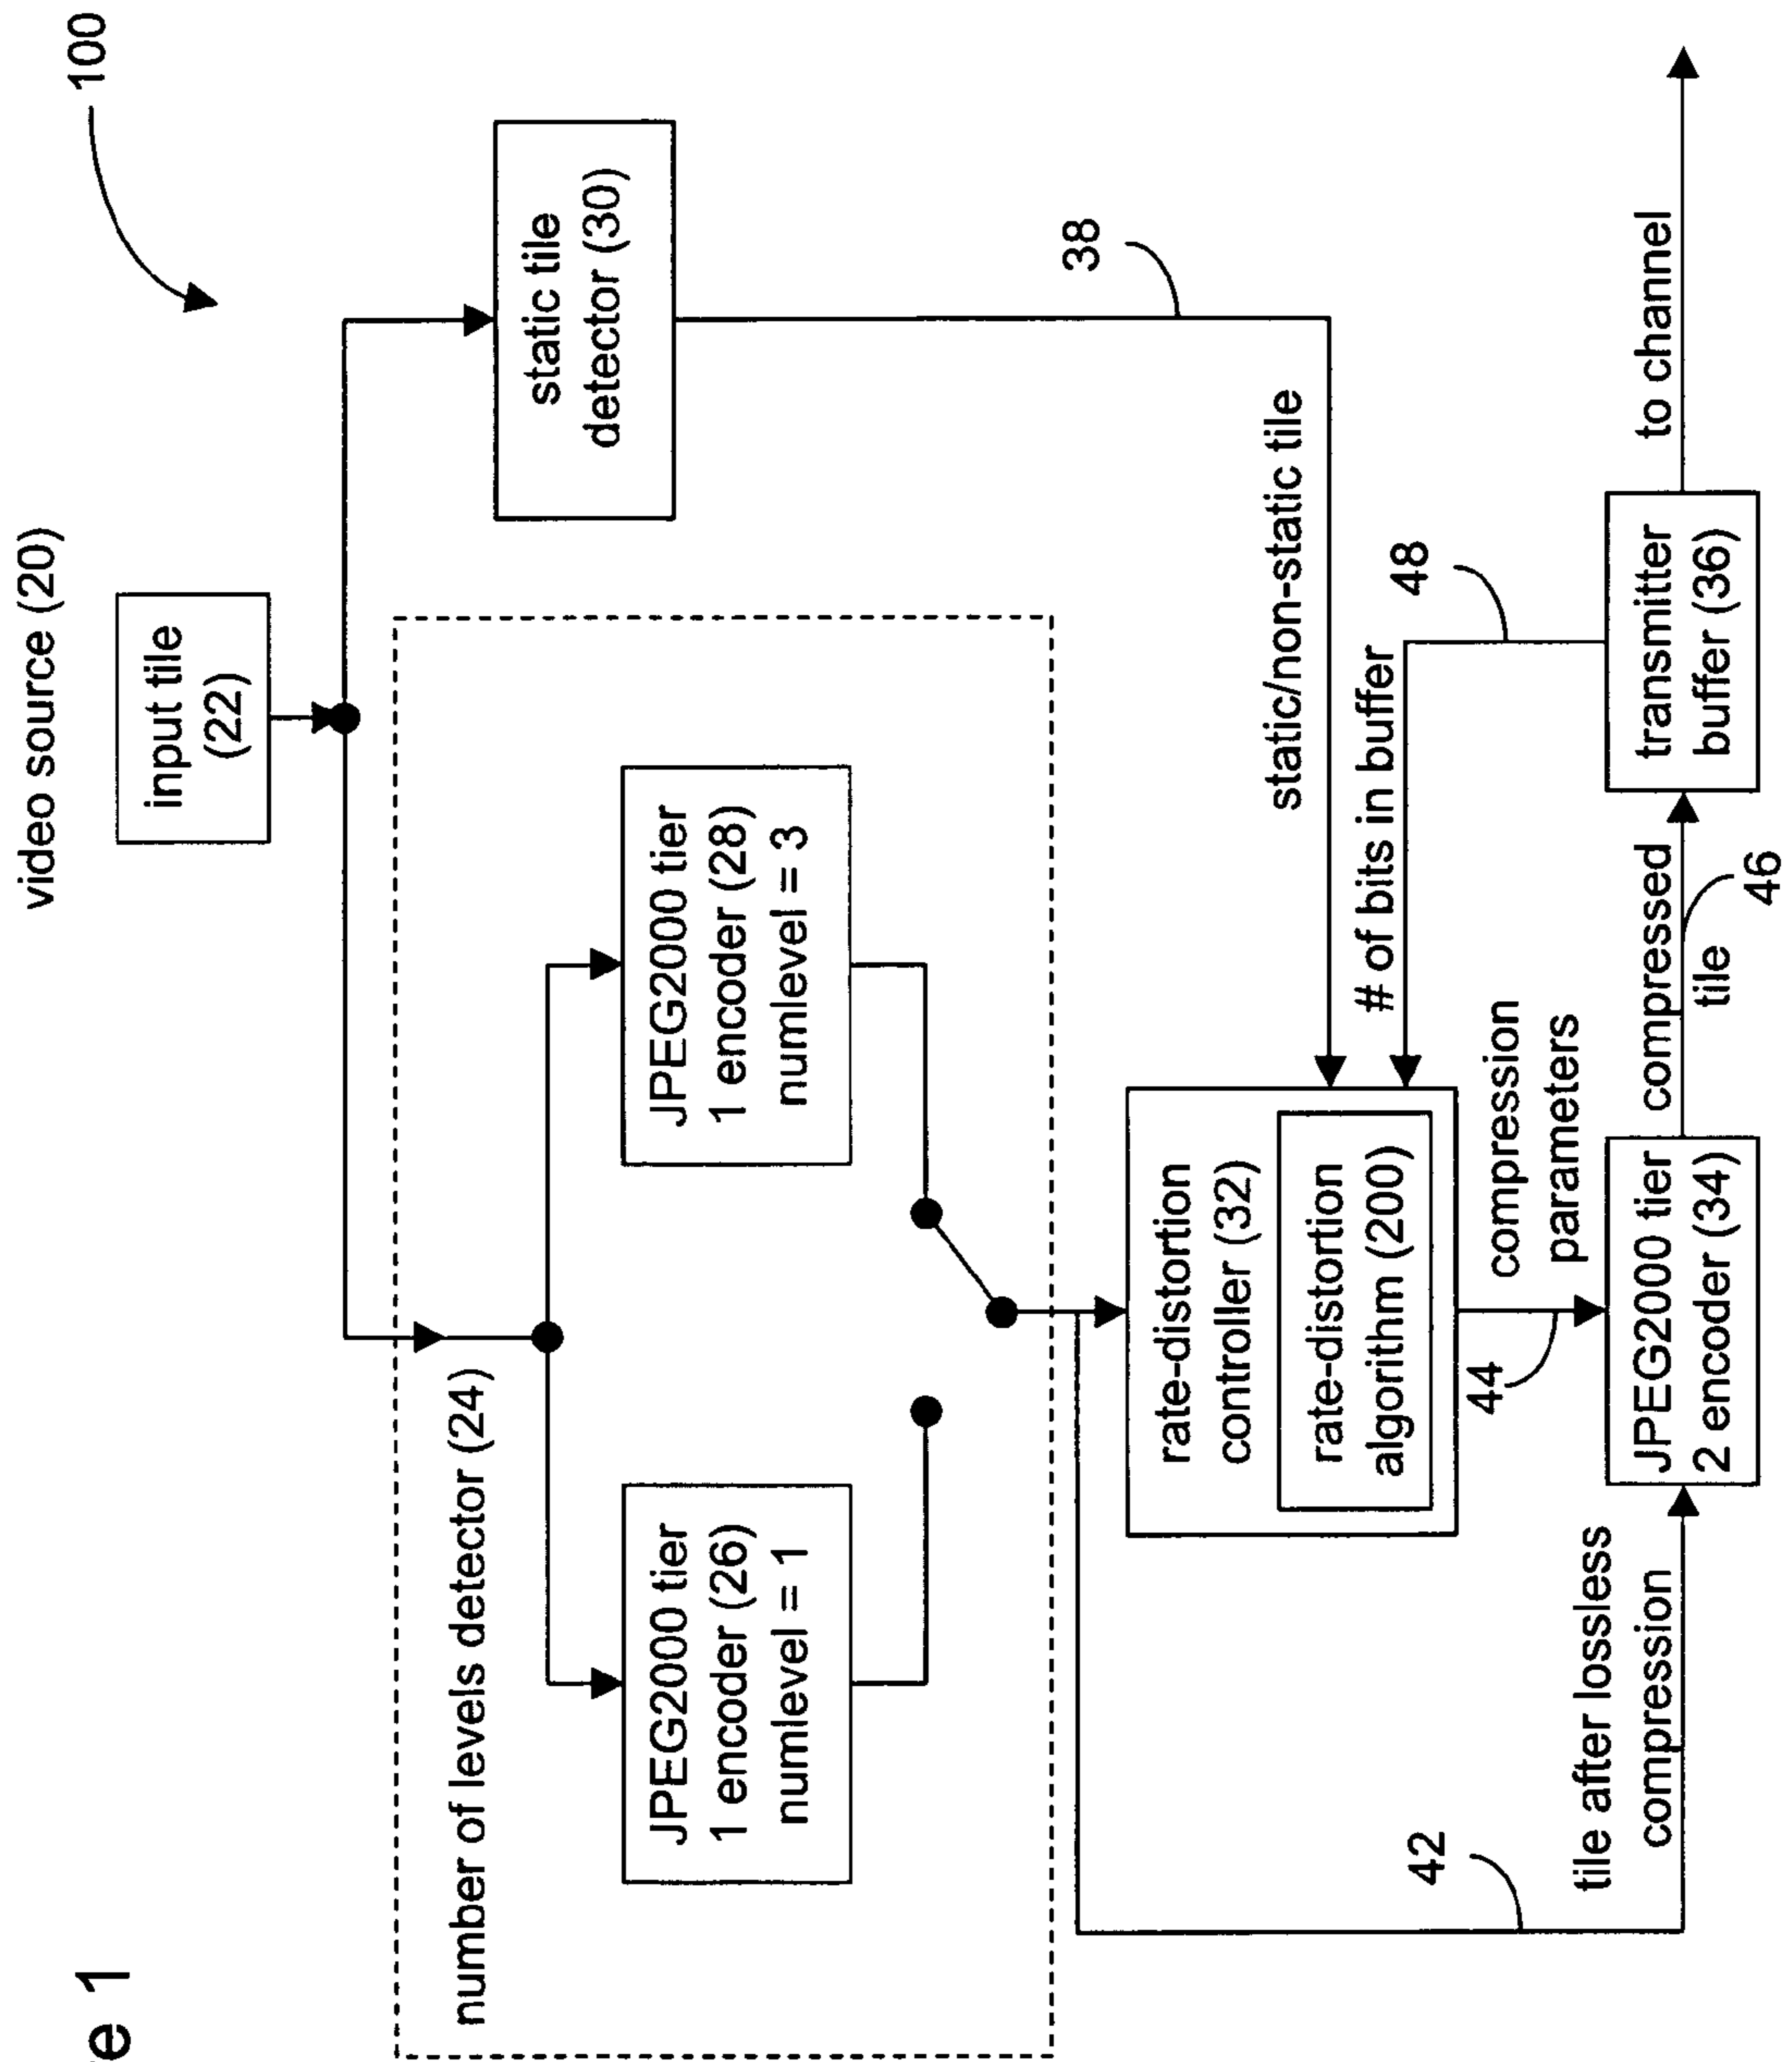 re 1
video source (20)
100
input tile
(22)
number of levels detector (24)
JPEG2000 tier
1 encoder (26)
numlevel = 1
JPEG2000 tier
1 encoder (28)
numlevel = 3
static tile
detector (30)
38
static/non-static tile
# of bits in buffer
48
rate-distortion
controller (32)
rate-distortion
algorithm (200)
42
44
compression
parameters
tile after lossless
compression
JPEG2000 tier
2 encoder (34)
compressed
tile
46
transmitter
buffer (36)
to channel